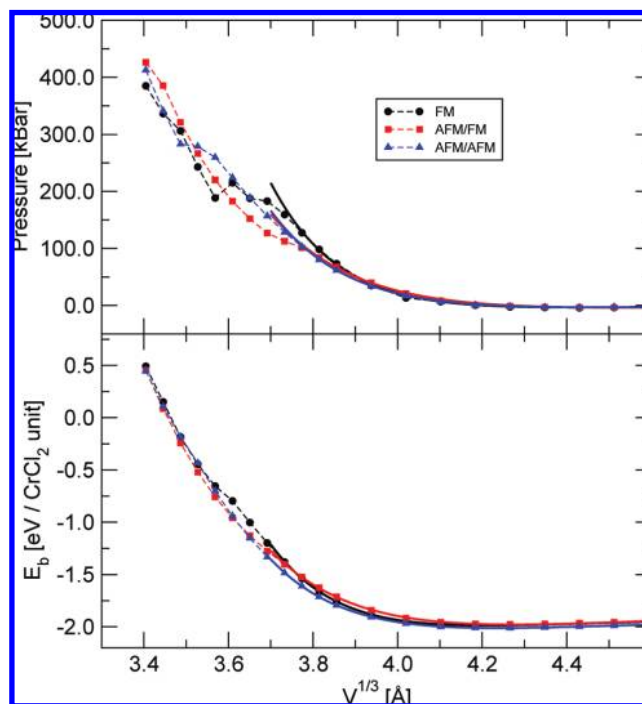 500.0
400.0
300.0
200.0
100.0
0.0
Pressure [kBar]
FM
AFM/FM
AFM/AFM
0.5
0.0
-0.5
-1.0
-1.5
-2.0
E_b [eV / CrCl_2 unit]
3.4 3.6 3.8 4.0 4.2 4.4
V^{1/3} [Å]